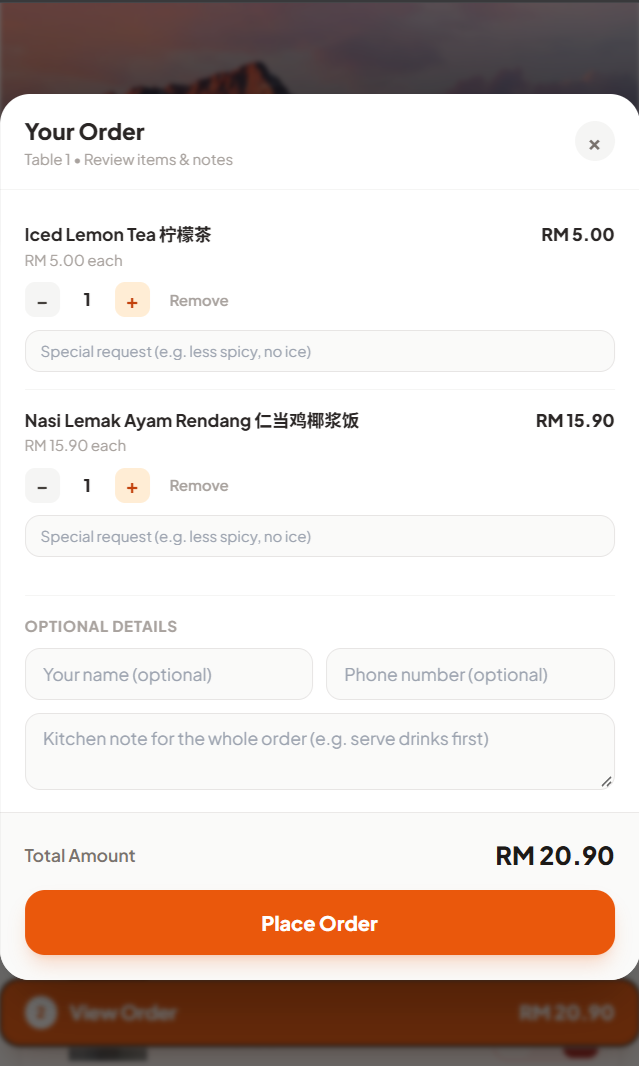 Your Order
Table 1 • Review items & notes
×
Iced Lemon Tea 柠檬茶
RM 5.00
RM 5.00 each
− 1 + Remove
Special request (e.g. less spicy, no ice)
Nasi Lemak Ayam Rendang 仁当鸡椰浆饭
RM 15.90
RM 15.90 each
− 1 + Remove
Special request (e.g. less spicy, no ice)
OPTIONAL DETAILS
Your name (optional)
Phone number (optional)
Kitchen note for the whole order (e.g. serve drinks first)
Total Amount
RM 20.90
Place Order
View Order
RM 20.90